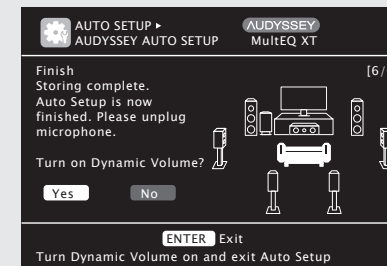 AUTO SETUP ▸
AUDYSSEY AUTO SETUP
AUDYSSEY
MultEQ XT
Finish
[6/
Storing complete.
Auto Setup is now
finished. Please unplug
microphone.
Turn on Dynamic Volume?
Yes
No
ENTER Exit
Turn Dynamic Volume on and exit Auto Setup